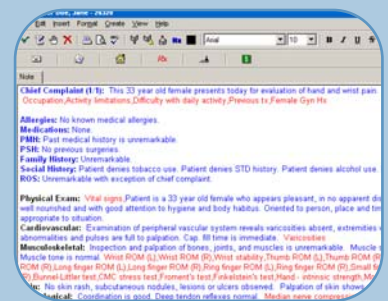 Doe, Jane - 26329
Edit Insert Format Create View Help
Arial 10 B I U S
Rx
Note
Chief Complaint (1/1): This 33 year old female presents today for evaluation of hand and wrist pain.
Occupation,Activity limitations,Difficulty with daily activity,Previous tx,Female Gyn Hx
Allergies: No known medical allergies.
Medications: None.
PMH: Past medical history is unremarkable.
PSH: No previous surgeries.
Family History: Unremarkable.
Social History: Patient denies tobacco use. Patient denies STD history. Patient denies alcohol use.
ROS: Unremarkable with exception of chief complaint.
Physical Exam: Vital signs,Patient is a 33 year old female who appears pleasant, in no apparent dis
well nourished and with good attention to hygiene and body habitus. Oriented to person, place and tim
appropriate to situation.
Cardiovascular: Examination of peripheral vascular system reveals varicosities absent, extremities
abnormalities and pulses are full to palpation. Cap. fill time is immediate. Varicosities
Musculoskeletal: Inspection and palpation of bones, joints, and muscles is unremarkable. Muscle
Muscle tone is normal. Wrist ROM (L),Wrist ROM (R),Wrist stability,Thumb ROM (L),Thumb ROM (R
ROM (R),Long finger ROM (L),Long finger ROM (R),Ring finger ROM (L),Ring finger ROM (R),Small fi
R),Bunnel-Littler test,CMC stress test,Froment's test,Finkelstein's test,Hand - intrinsic strength,Mu
in: No skin rash, subcutaneous nodules, lesions or ulcers observed. Palpation of skin shows
logical: Coordination is good. Deep tendon reflexes normal. Median nerve compress